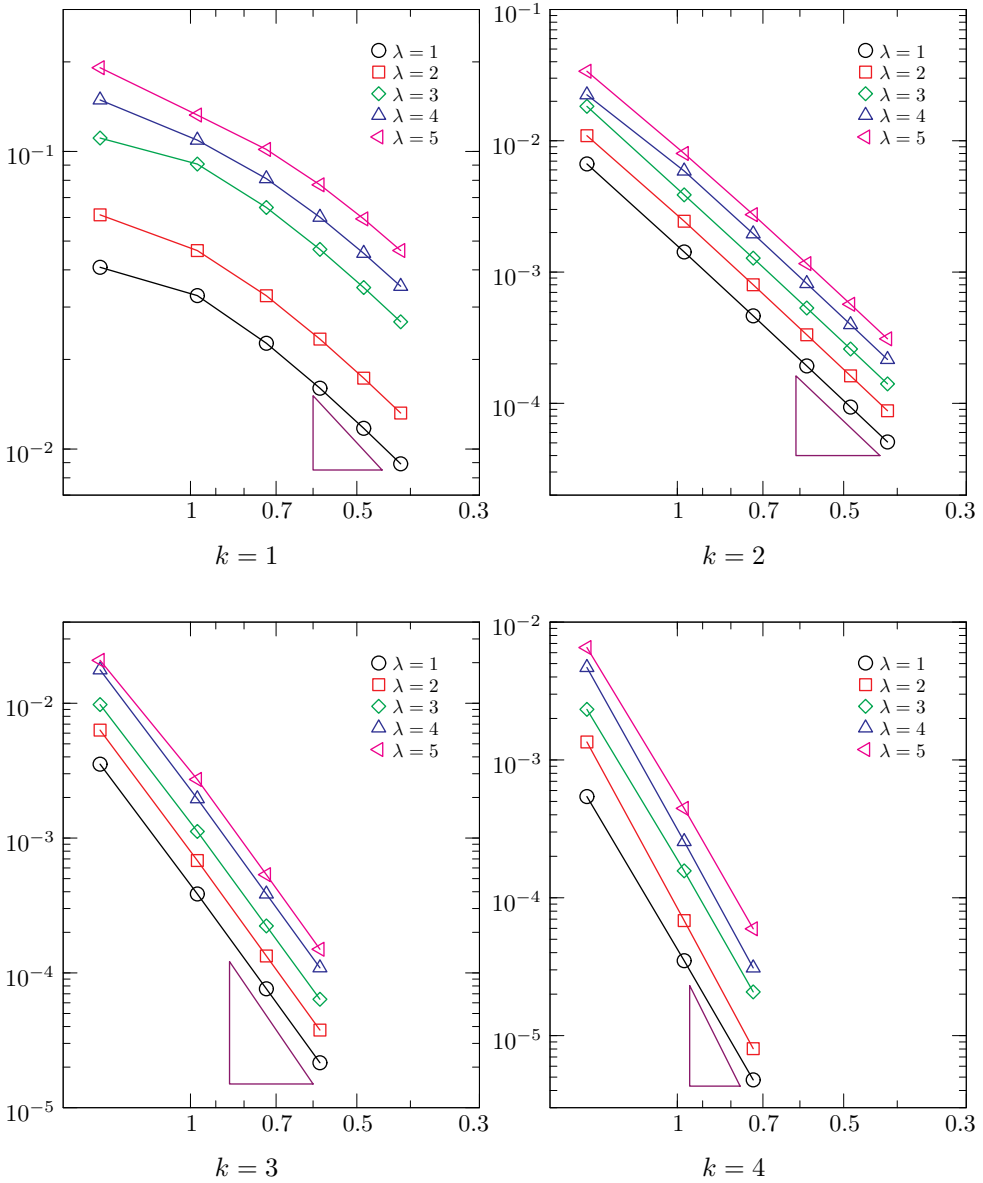 λ = 1
λ = 2
λ = 3
λ = 4
λ = 5
10⁻¹
10⁻²
1 0.7 0.5 0.3
k = 1
λ = 1
λ = 2
λ = 3
λ = 4
λ = 5
10⁻¹
10⁻²
10⁻³
10⁻⁴
1 0.7 0.5 0.3
k = 2
λ = 1
λ = 2
λ = 3
λ = 4
λ = 5
10⁻²
10⁻³
10⁻⁴
10⁻⁵
1 0.7 0.5 0.3
k = 3
λ = 1
λ = 2
λ = 3
λ = 4
λ = 5
10⁻²
10⁻³
10⁻⁴
10⁻⁵
1 0.7 0.5 0.3
k = 4